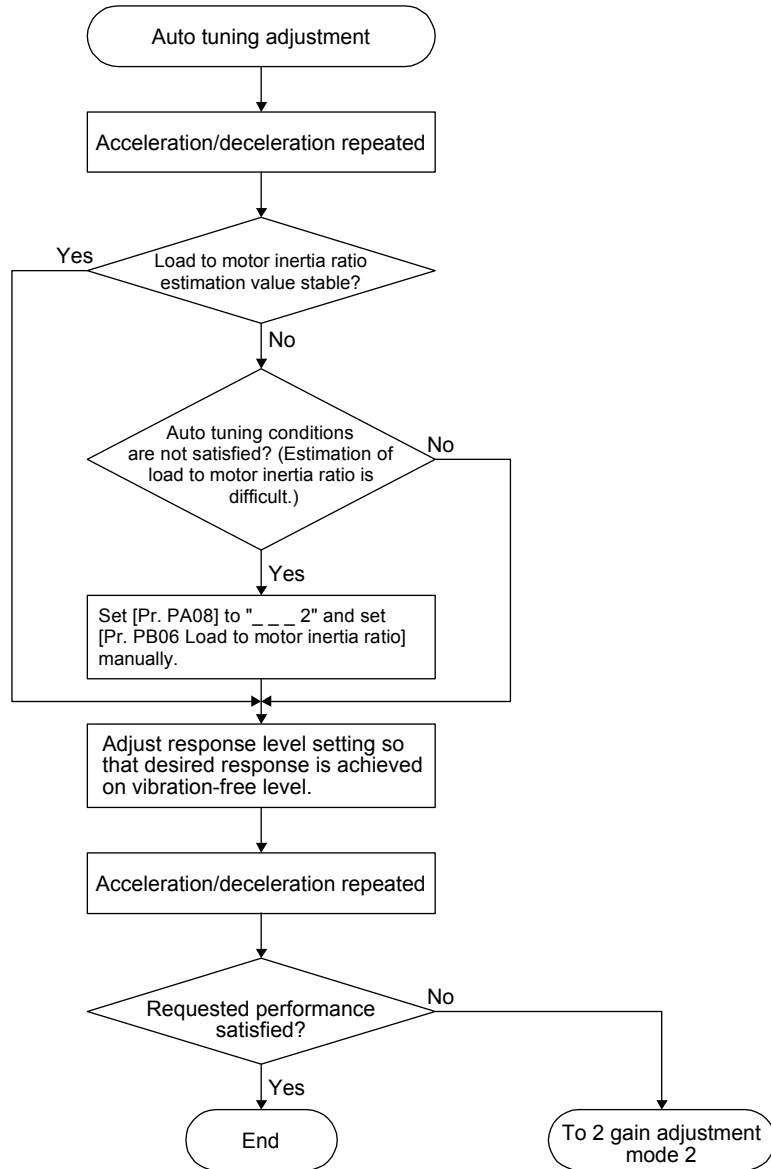 Auto tuning adjustment
Acceleration/deceleration repeated
Yes
Load to motor inertia ratio
estimation value stable?
No
Auto tuning conditions
are not satisfied? (Estimation of
load to motor inertia ratio is
difficult.)
No
Yes
Set [Pr. PA08] to "_ _ _ 2" and set
[Pr. PB06 Load to motor inertia ratio]
manually.
Adjust response level setting so
that desired response is achieved
on vibration-free level.
Acceleration/deceleration repeated
Requested performance
satisfied?
No
Yes
End
To 2 gain adjustment
mode 2